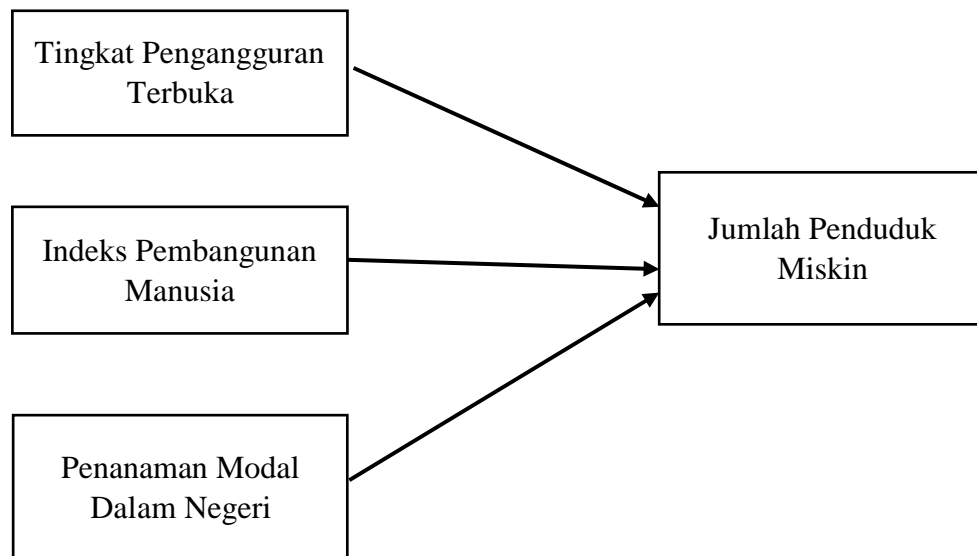 Tingkat Pengangguran
Terbuka
Indeks Pembangunan
Manusia
Penanaman Modal
Dalam Negeri
Jumlah Penduduk
Miskin